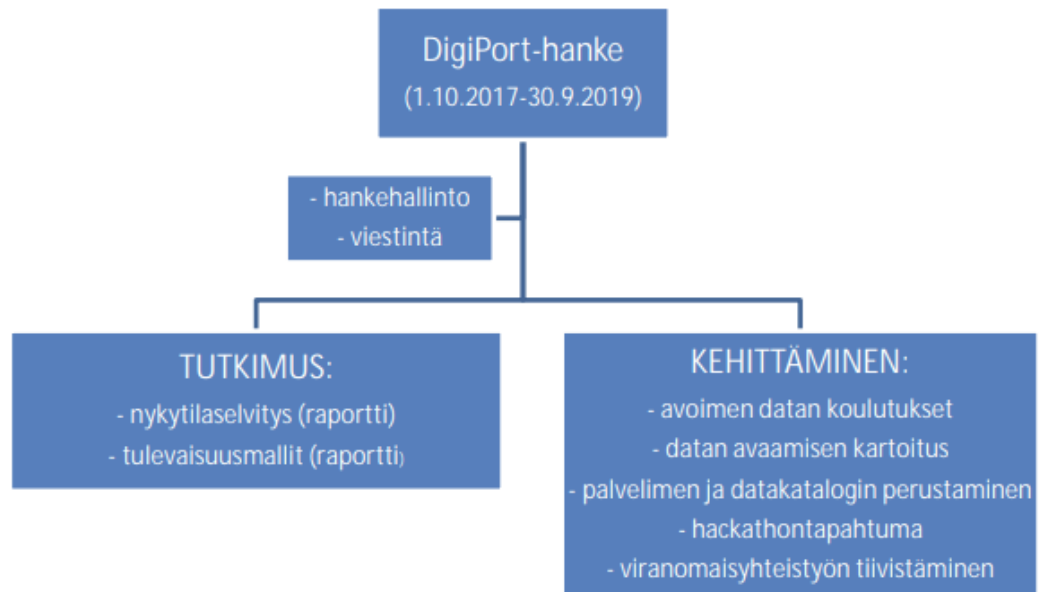 DigiPort-hanke
(1.10.2017-30.9.2019)
- hankehallinto
- viestintä
TUTKIMUS:
- nykytilaselvitys (raportti)
- tulevaisuusmallit (raportti)
KEHITTÄMINEN:
- avoimen datan koulutukset
- datan avaamisen kartoitus
- palvelimen ja datakatalogin perustaminen
- hackathontapahtuma
- viranomaisyhteistyön tiivistäminen